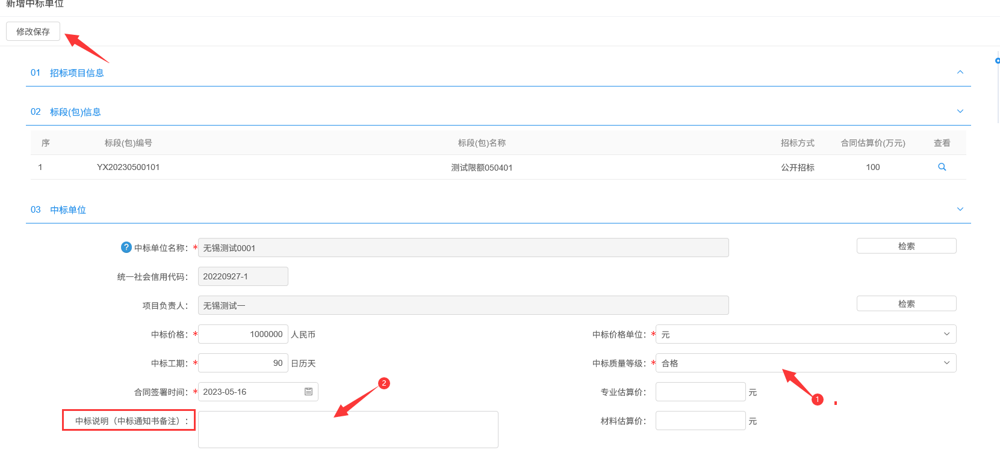 新增中标单位
修改保存
01 招标项目信息
02 标段(包)信息
序 标段(包)编号 标段(包)名称 招标方式 合同估算价(万元) 查看
1 YX20230500101 测试限额050401 公开招标 100
03 中标单位
? 中标单位名称：* 无锡测试0001 检索
统一社会信用代码： 20220927-1
项目负责人： 无锡测试一 检索
中标价格：* 1000000 人民币 中标价格单位：* 元
中标工期：* 90 日历天 中标质量等级：* 合格
合同签署时间：* 2023-05-16 2 专业估算价： 元 1
中标说明（中标通知书备注）： 材料估算价： 元